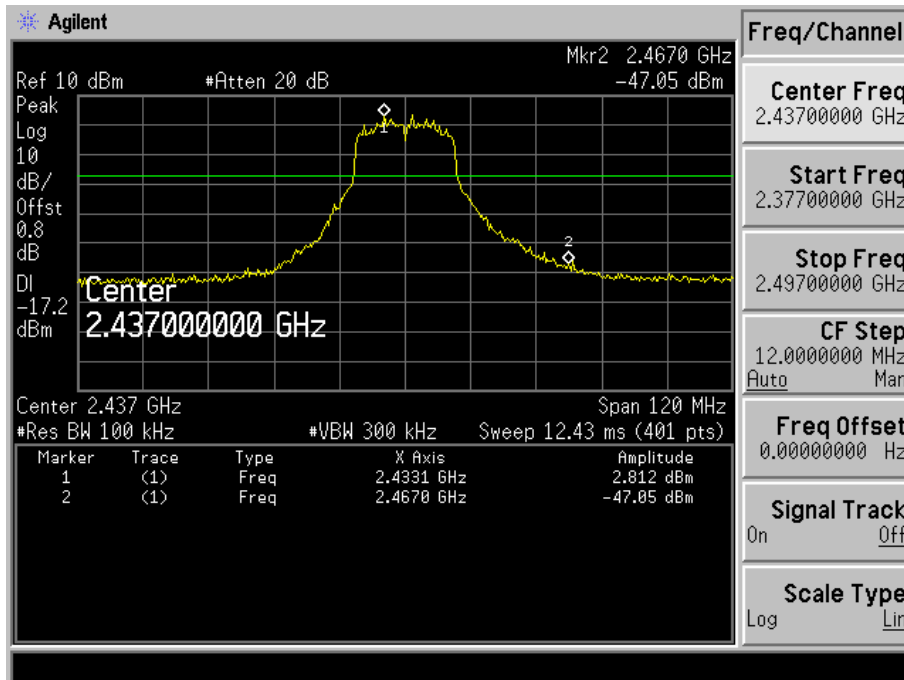 Agilent
Mkr2 2.4670 GHz
Ref 10 dBm #Atten 20 dB -47.05 dBm
Peak
Log
10
dB/
Offst
0.8
dB
DI
-17.2
dBm
1
2
Center
2.437000000 GHz
Center 2.437 GHz Span 120 MHz
#Res BW 100 kHz #VBW 300 kHz Sweep 12.43 ms (401 pts)
Marker Trace Type X Axis Amplitude
1 (1) Freq 2.4331 GHz 2.812 dBm
2 (1) Freq 2.4670 GHz -47.05 dBm
Freq/Channel
Center Freq
2.43700000 GHz
Start Freq
2.37700000 GHz
Stop Freq
2.49700000 GHz
CF Step
12.0000000 MHz
Auto Man
Freq Offset
0.00000000 Hz
Signal Track
On Off
Scale Type
Log Lin